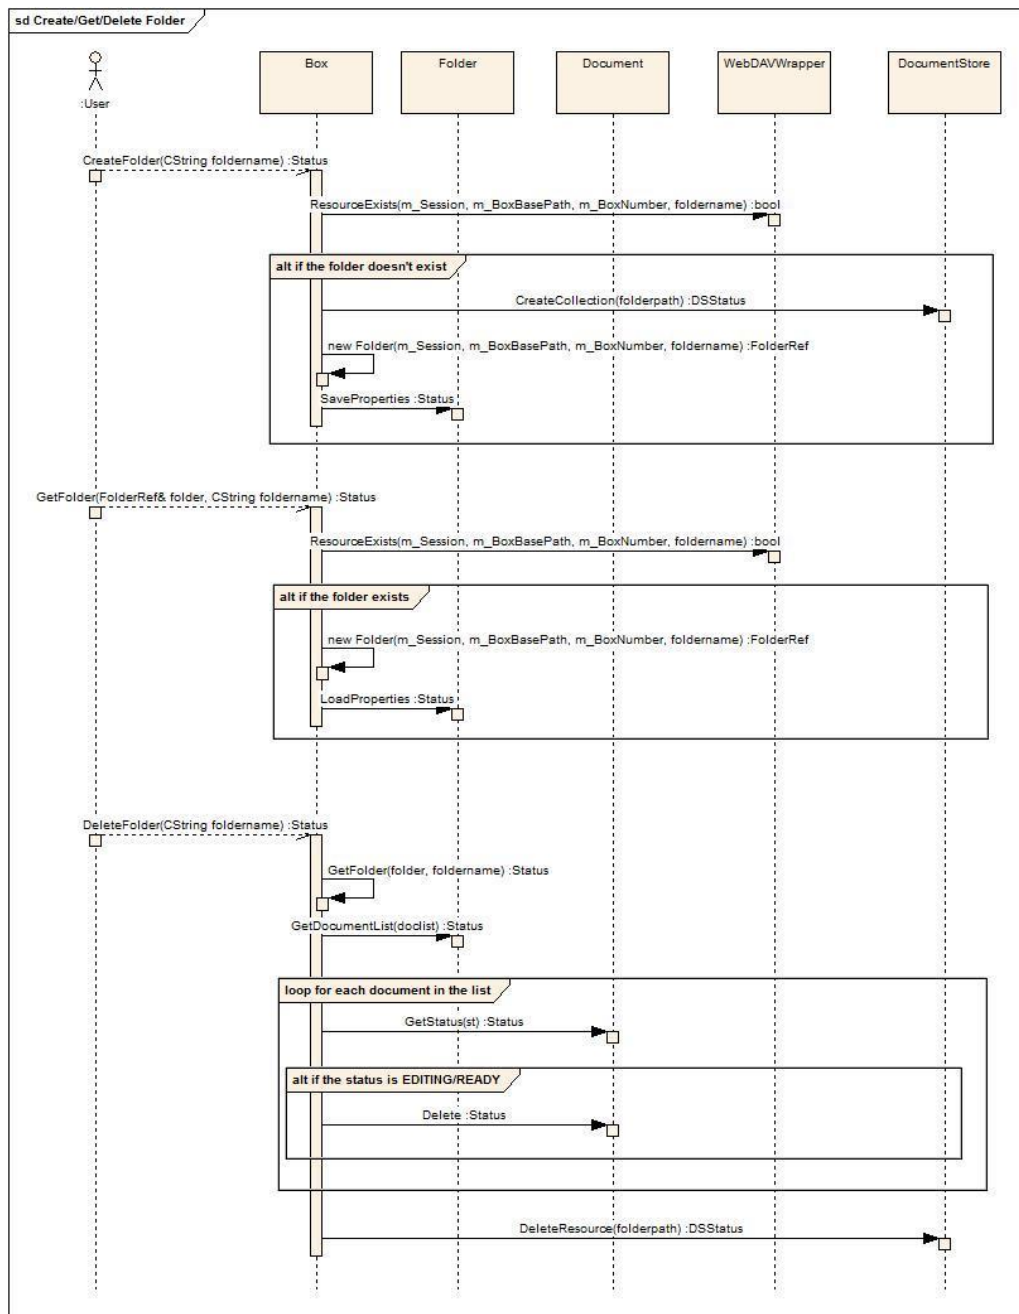 sd Create/Get/Delete Folder
:User
Box
Folder
Document
WebDAVWrapper
DocumentStore
CreateFolder(CString foldername) :Status
ResourceExists(m_Session, m_BoxBasePath, m_BoxNumber, foldername) :bool
alt if the folder doesn't exist
CreateCollection(folderpath) :DSStatus
new Folder(m_Session, m_BoxBasePath, m_BoxNumber, foldername) :FolderRef
SaveProperties :Status
GetFolder(FolderRef& folder, CString foldername) :Status
ResourceExists(m_Session, m_BoxBasePath, m_BoxNumber, foldername) :bool
alt if the folder exists
new Folder(m_Session, m_BoxBasePath, m_BoxNumber, foldername) :FolderRef
LoadProperties :Status
DeleteFolder(CString foldername) :Status
GetFolder(folder, foldername) :Status
GetDocumentList(doclist) :Status
loop for each document in the list
GetStatus(st) :Status
alt if the status is EDITING/READY
Delete :Status
DeleteResource(folderpath) :DSStatus